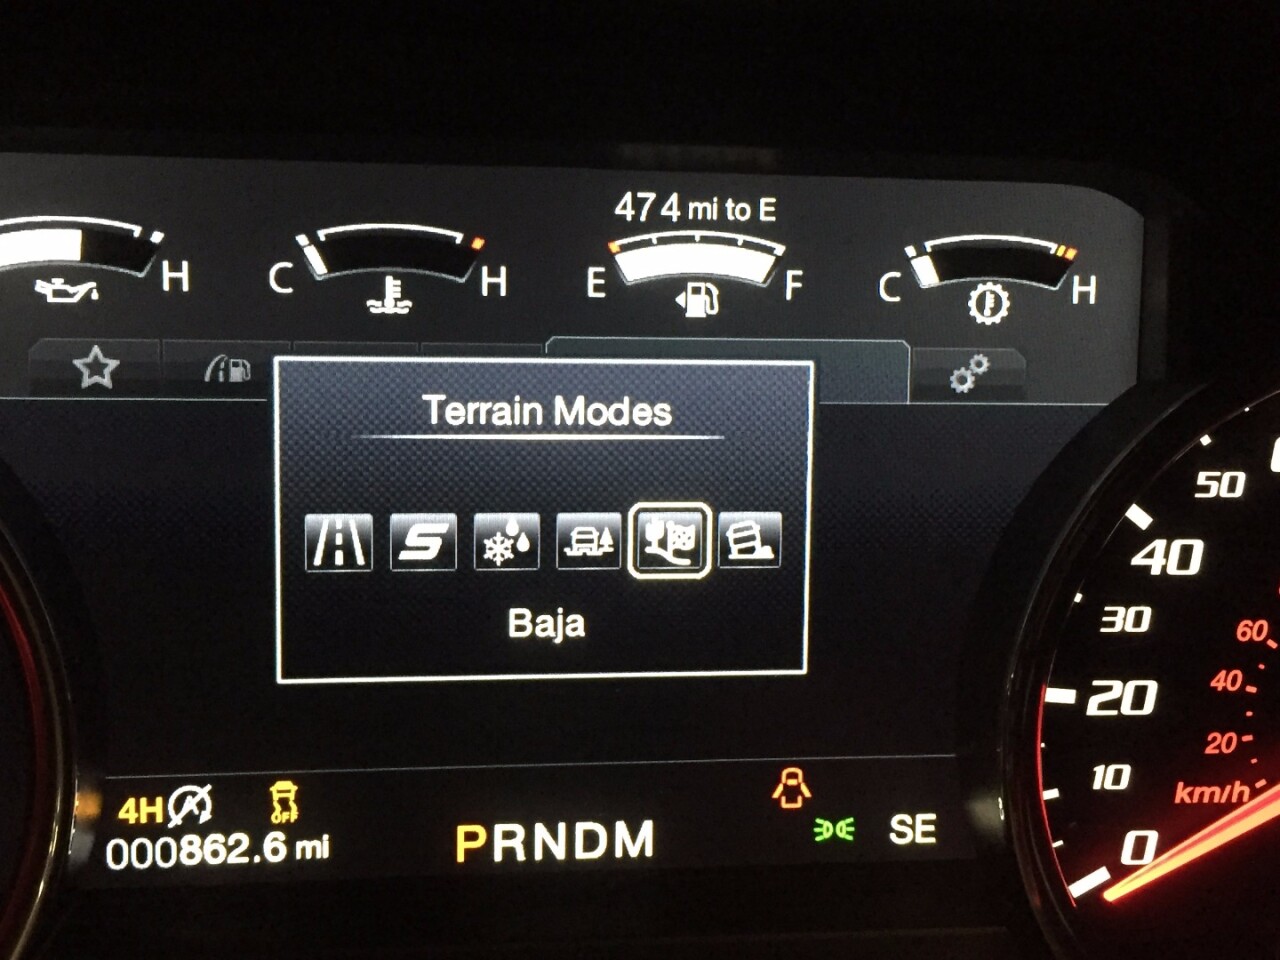 474 mi to E
H
C H
E F
C H
Terrain Modes
S
Baja
50
40
30
20
10
0
60
40
20
km/h
4H A
OFF
000862.6 mi
PRNDM
SE